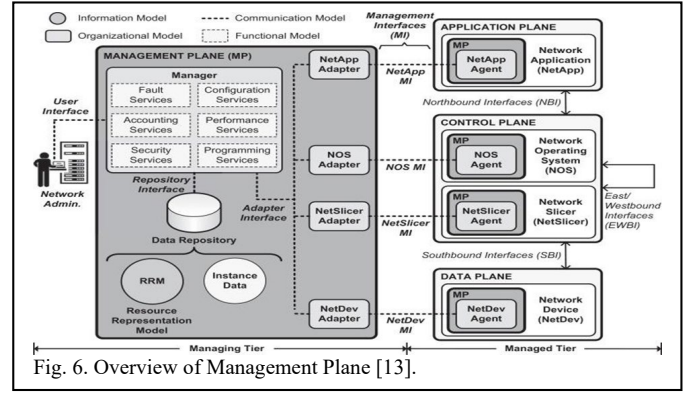 Information Model
Communication Model
Organizational Model
Functional Model
Management
Interfaces
(MI)
MANAGEMENT PLANE (MP)
Manager
Fault
Services
Configuration
Services
Accounting
Services
Performance
Services
Security
Services
Programming
Services
User
Interface
Network
Admin.
Repository
Interface
Adapter
Interface
Data Repository
RRM
Resource
Representation
Model
Instance
Data
NetApp
Adapter
NOS
Adapter
NetSlicer
Adapter
NetDev
Adapter
NetApp
MI
NOS MI
NetSlicer
MI
NetDev
MI
APPLICATION PLANE
MP
NetApp
Agent
Network
Application
(NetApp)
Northbound Interfaces (NBI)
CONTROL PLANE
MP
NOS
Agent
Network
Operating
System
(NOS)
MP
NetSlicer
Agent
Network
Slicer
(NetSlicer)
East/
Westbound
Interfaces
(EWBI)
Southbound Interfaces (SBI)
DATA PLANE
MP
NetDev
Agent
Network
Device
(NetDev)
Managing Tier
Managed Tier
Fig. 6. Overview of Management Plane [13].